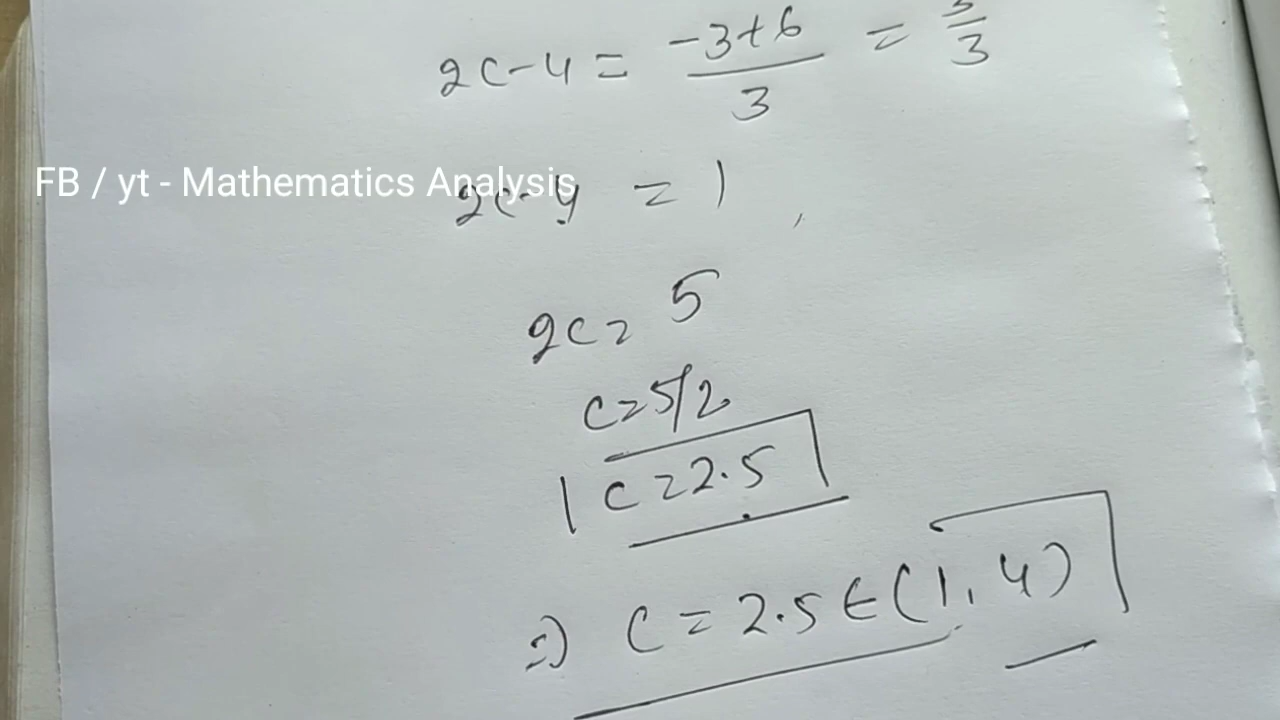 2c-4 = -3+6/3 = 3/3
FB / yt - Mathematics Analysis
2c-4 = 1,
2c = 5
c = 5/2
c = 2.5
=) c = 2.5 ∈ (1, 4)